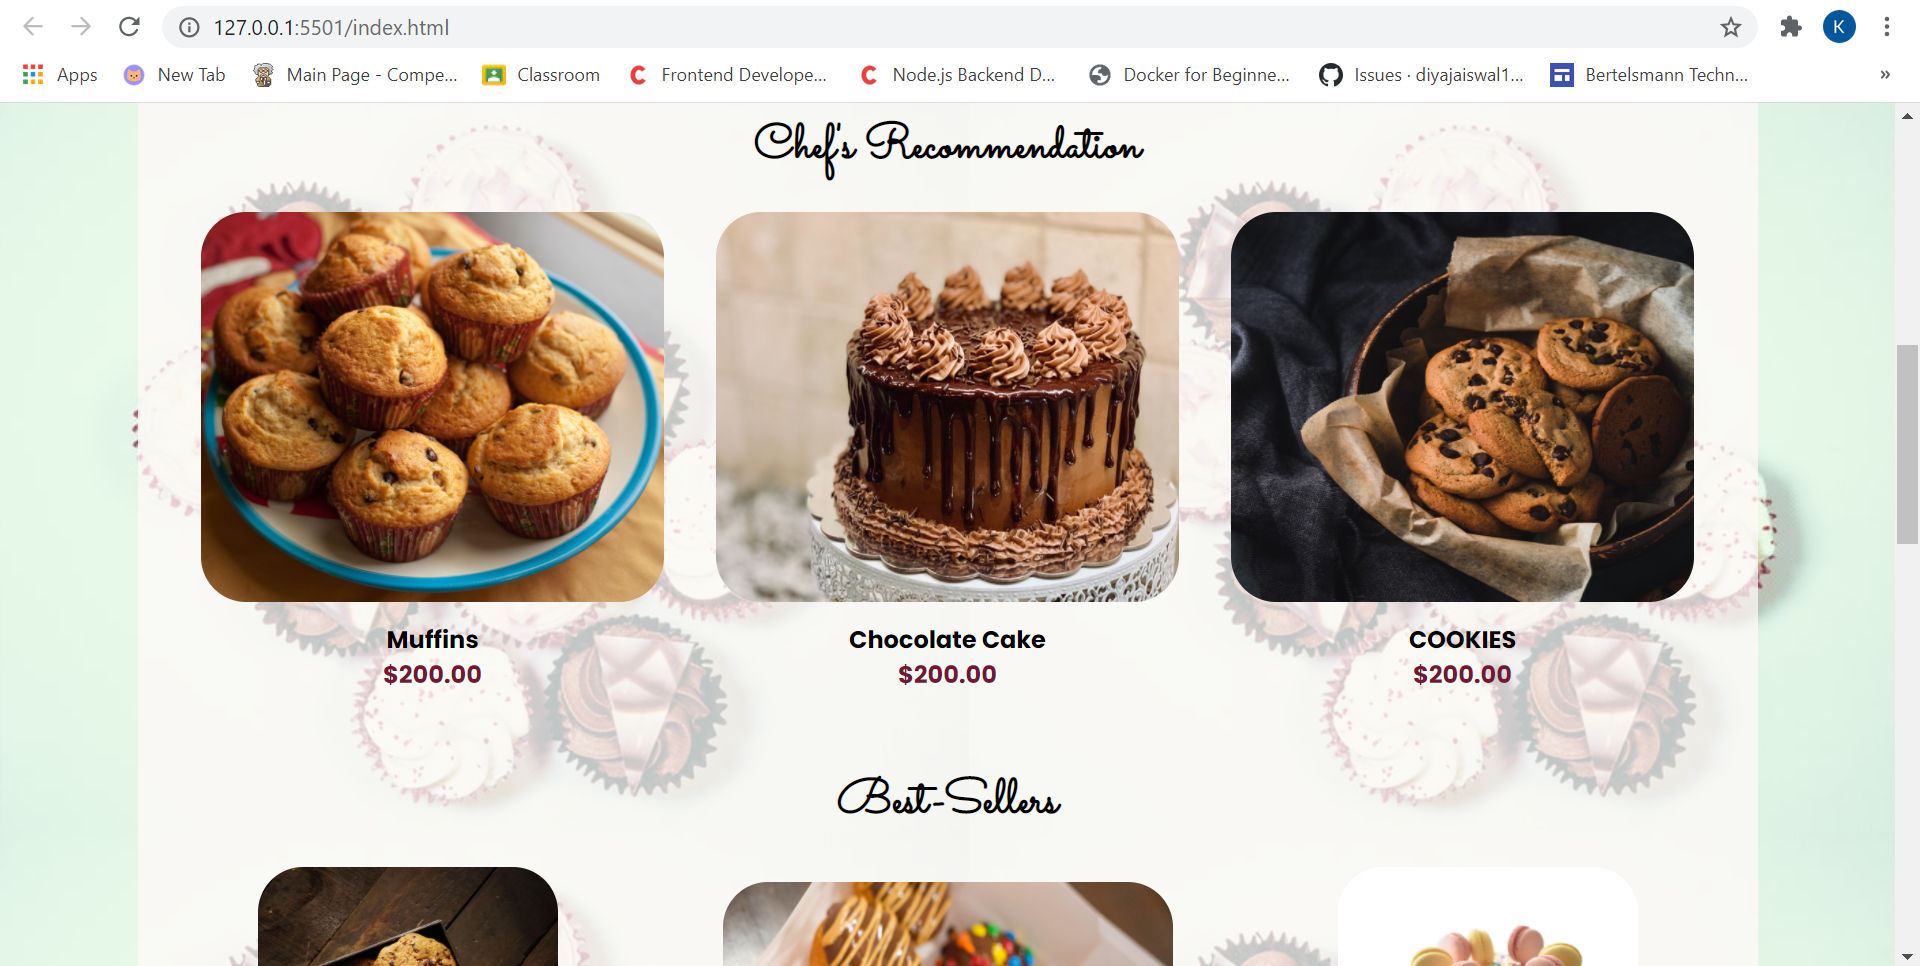 127.0.0.1:5501/index.html
K
Apps
New Tab
Main Page - Compe...
Classroom
Frontend Develope...
Node.js Backend D...
Docker for Beginne...
Issues · diyajaiswal1...
Bertelsmann Techn...
»
Chef's Recommendation
Muffins
Chocolate Cake
COOKIES
$200.00
$200.00
$200.00
Best-Sellers